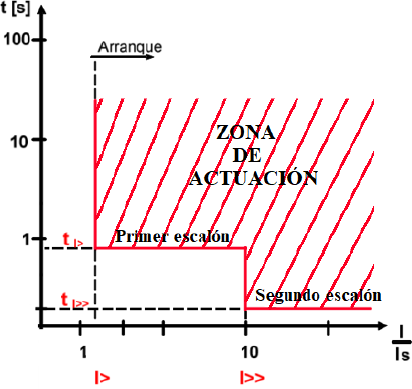 t [s]
100
Arranque
10
ZONA
DE
ACTUACIÓN
1
t I>
Primer escalón
t I>>
Segundo escalón
1
10
I
Is
I>
I>>